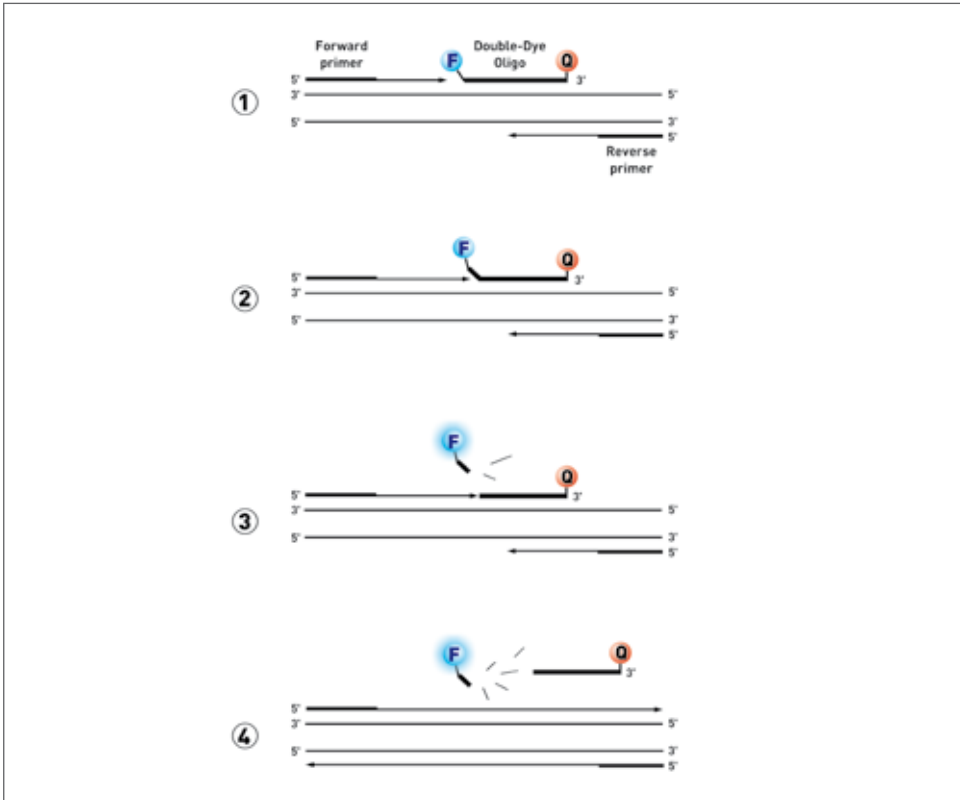 Forward
primer
Double-Dye
Oligo
F
Q
5' 3'
3' 5'
1
5' 3'
5'
Reverse
primer
F
Q
5' 3'
3' 5'
2
5' 3'
5'
F
Q
5' 3'
3' 5'
3
5' 3'
5'
F
Q
3'
5'
3' 5'
4
5' 3'
5'